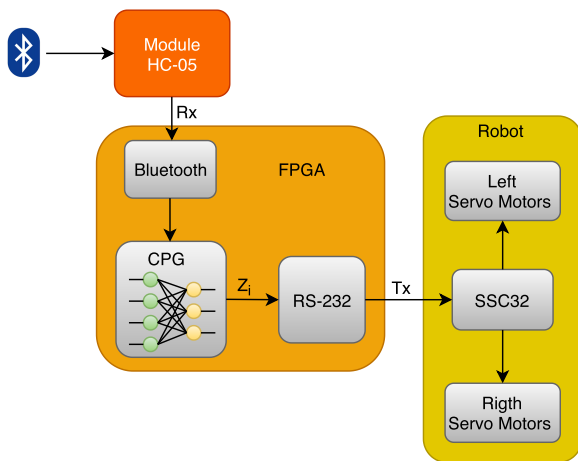 Module
HC-05
Rx
Bluetooth
FPGA
CPG
Zi
RS-232
Tx
Robot
Left
Servo Motors
SSC32
Rigth
Servo Motors